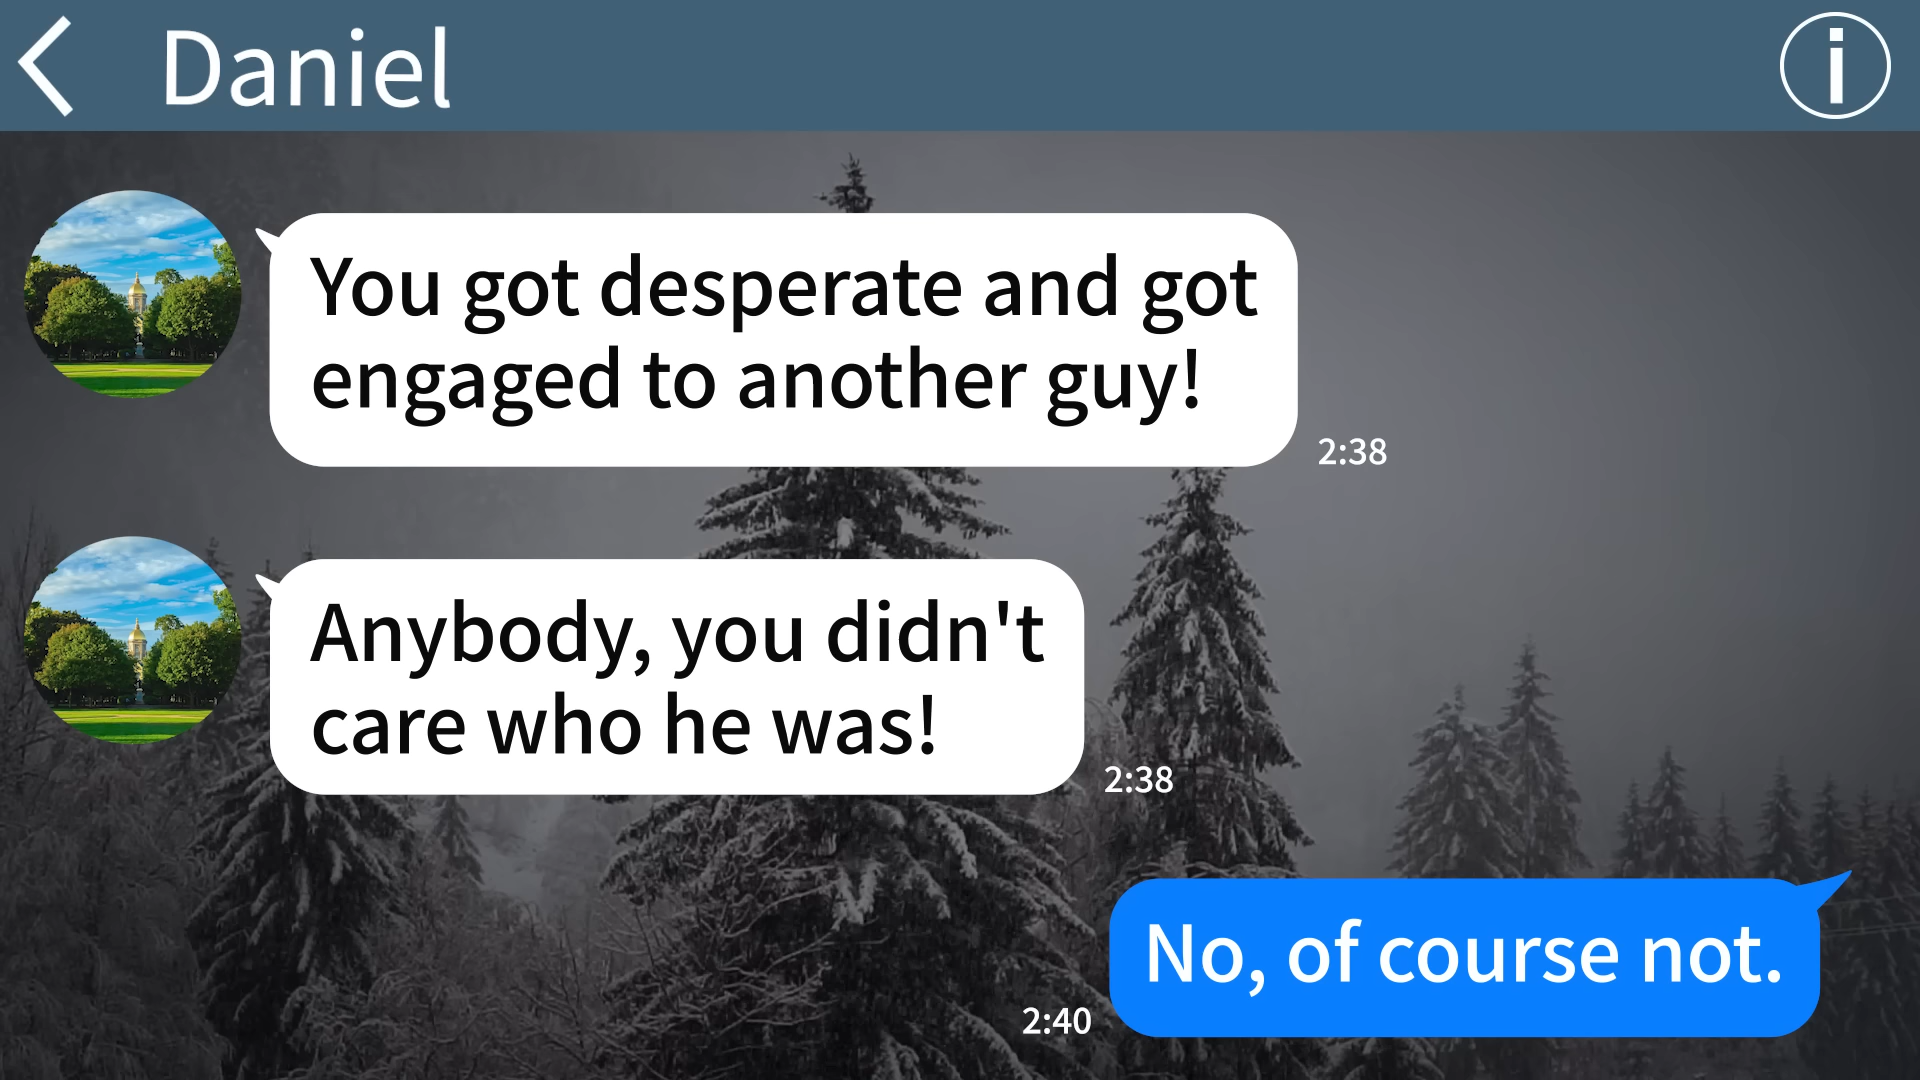 Daniel
You got desperate and got
engaged to another guy!
2:38
Anybody, you didn't
care who he was!
2:38
No, of course not.
2:40